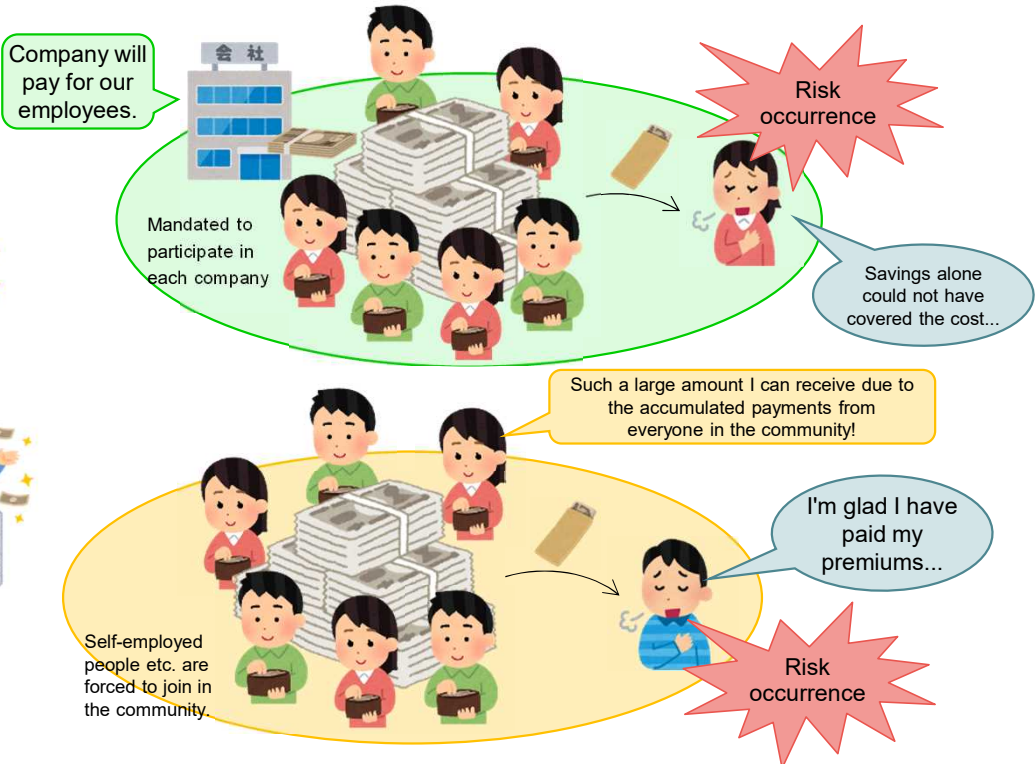 Company will
pay for our
employees.
会社
Risk
occurrence
Mandated to
participate in
each company
Savings alone
could not have
covered the cost...
Such a large amount I can receive due to
the accumulated payments from
everyone in the community!
I'm glad I have
paid my
premiums...
Self-employed
people etc. are
forced to join in
the community.
Risk
occurrence